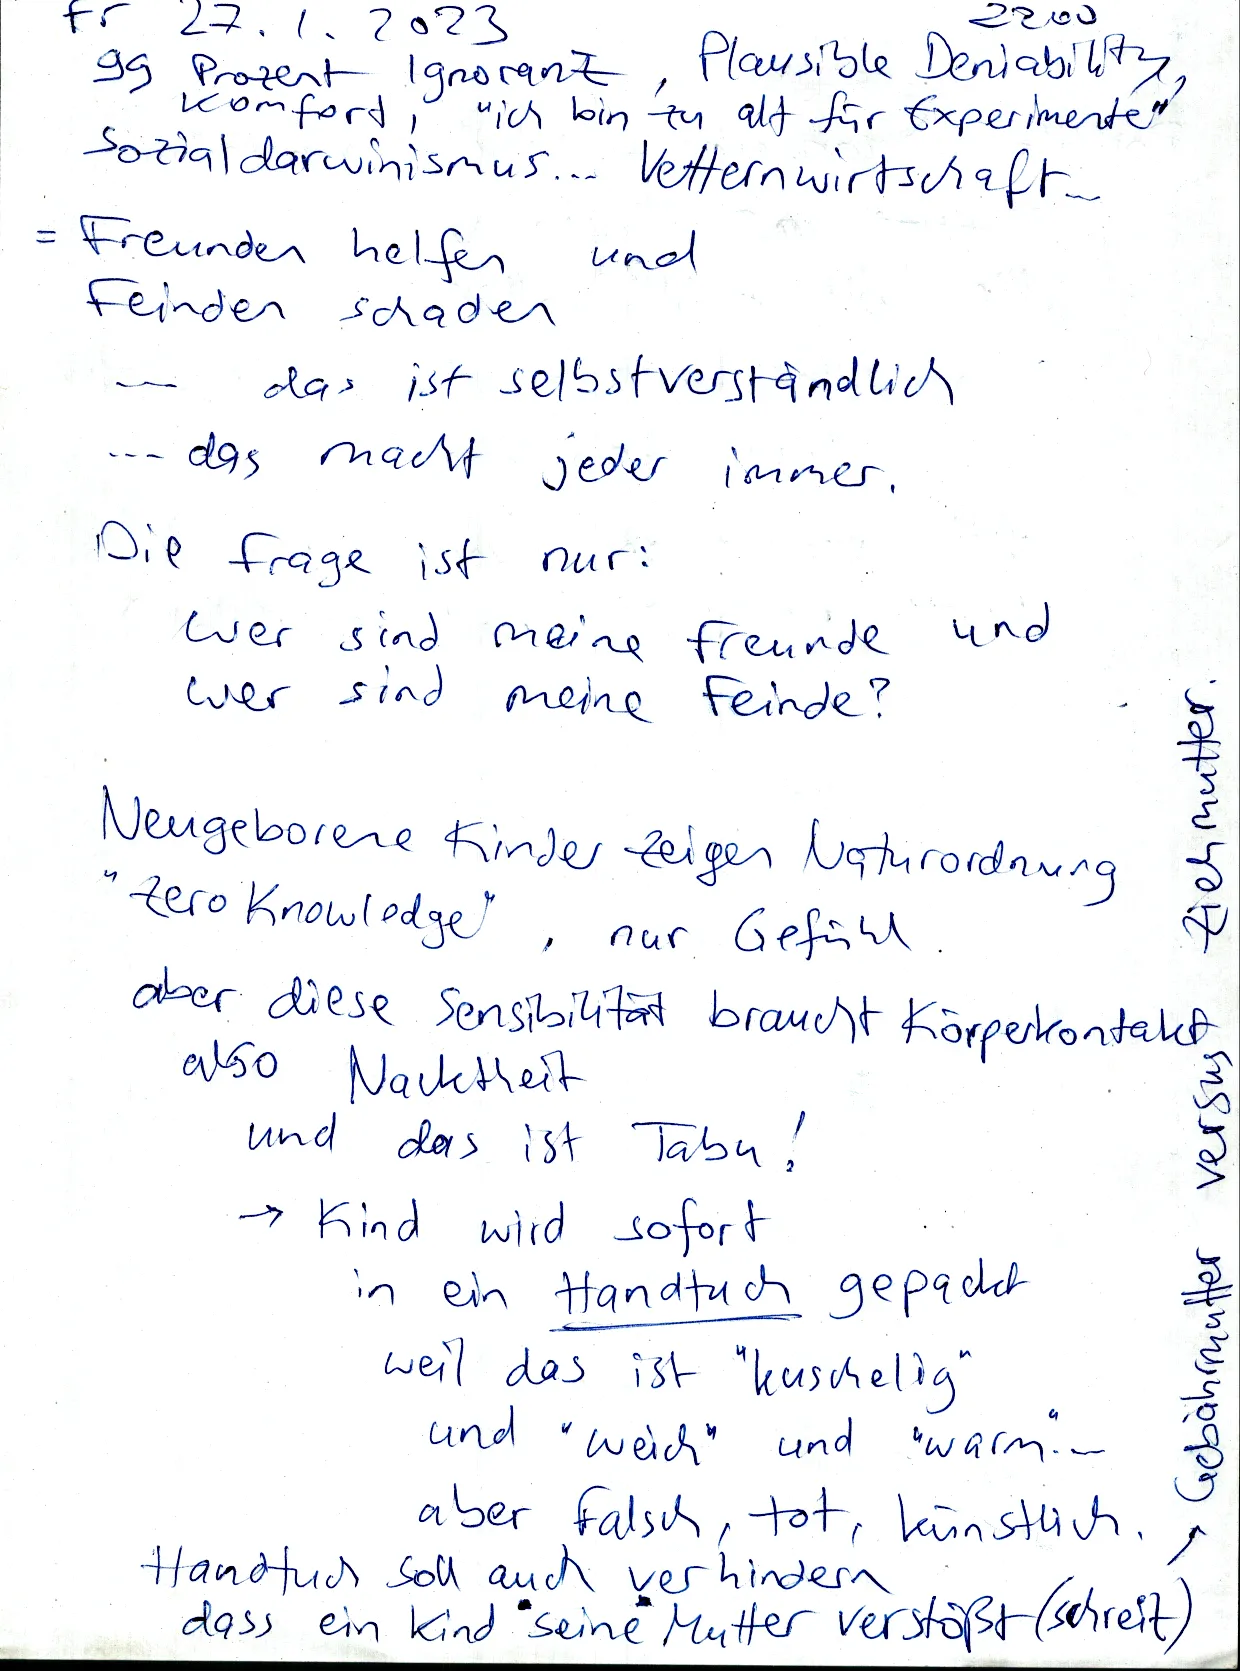 Fr 27.1.2023 2200
99 Prozent Ignoranz, Plausible Deniability,
Komfort, "ich bin zu alt für Experimente"
Sozialdarwinismus... Vetternwirtschaft...
= Freunden helfen und
Feinden schaden
... das ist selbstverständlich
... das macht jeder immer.
Die Frage ist nur:
Wer sind meine Freunde und
wer sind meine Feinde?
Neugeborene Kinder zeigen Naturordnung
"Zero Knowledge", nur Gefühl.
aber diese Sensibilität braucht Körperkontakt
also Nacktheit
und das ist Tabu!
→ Kind wird sofort
in ein Handtuch gepackt
weil das ist "kuschelig"
und "weich" und "warm"...
aber falsch, tot, künstlich.
Handtuch soll auch verhindern
dass ein Kind "seine" Mutter verstößt (schreit)
→ Gebährmutter versus Ziehmutter.